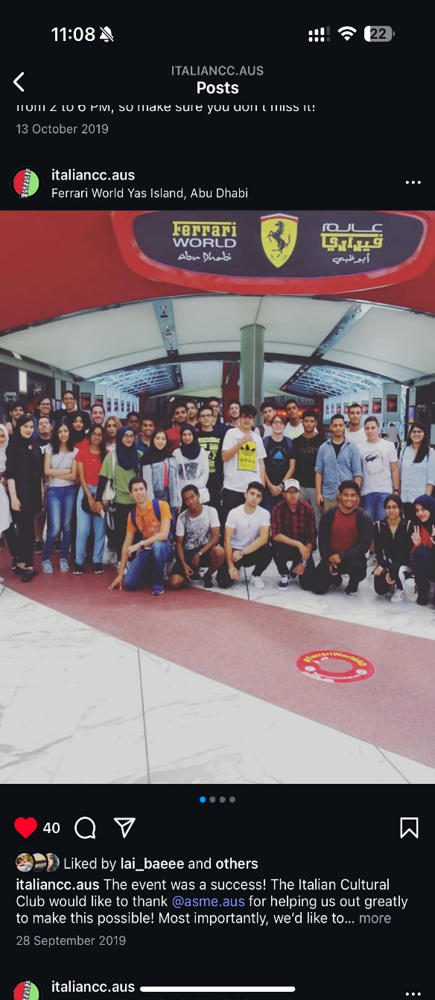 11:08
22
ITALIANCC.AUS
Posts
from 2 to 6 PM, so make sure you don't miss it!
13 October 2019
italiancc.aus
Ferrari World Yas Island, Abu Dhabi
Ferrari عالم
WORLD فيراري
Abu Dhabi أبوظبي
S F
adidas
#FerrariWorldAD
40
Liked by lai_baeee and others
italiancc.aus The event was a success! The Italian Cultural
Club would like to thank @asme.aus for helping us out greatly
to make this possible! Most importantly, we'd like to... more
28 September 2019
italiancc.aus